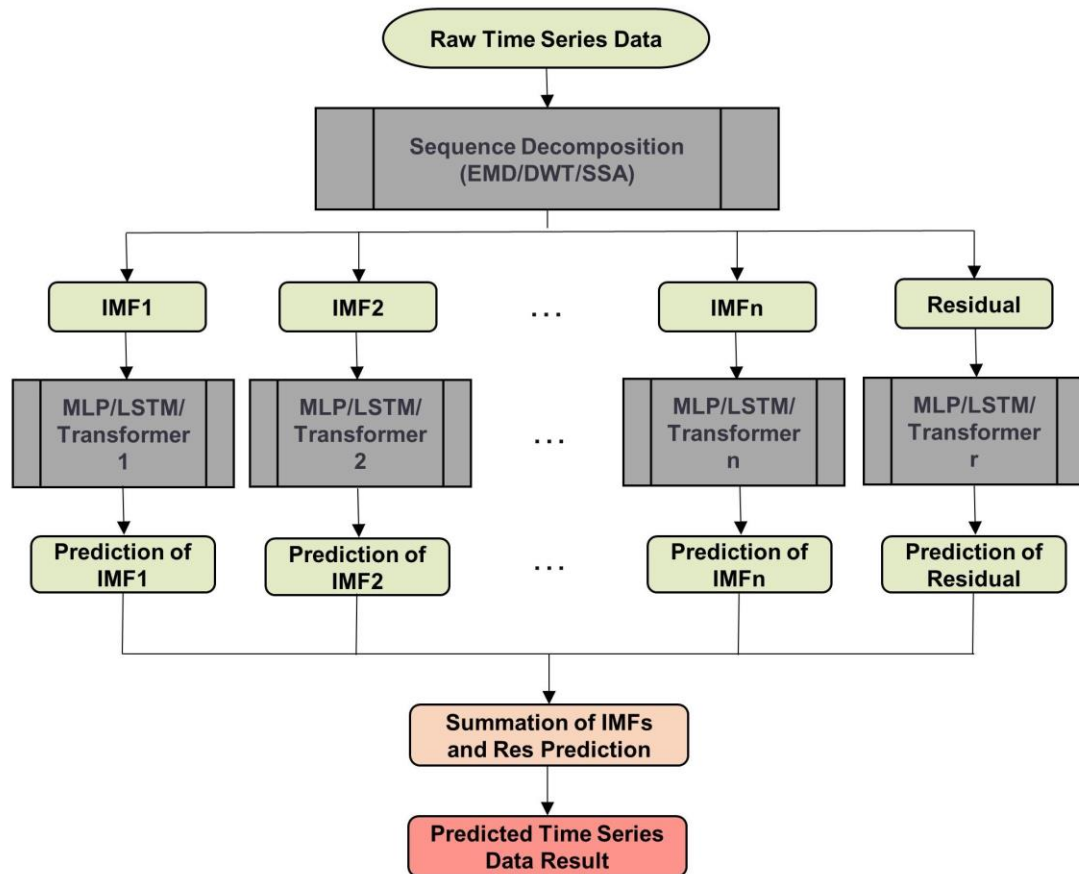 Raw Time Series Data
Sequence Decomposition
(EMD/DWT/SSA)
IMF1
IMF2
...
IMFn
Residual
MLP/LSTM/
Transformer
1
MLP/LSTM/
Transformer
2
...
MLP/LSTM/
Transformer
n
MLP/LSTM/
Transformer
r
Prediction of
IMF1
Prediction of
IMF2
...
Prediction of
IMFn
Prediction of
Residual
Summation of IMFs
and Res Prediction
Predicted Time Series
Data Result